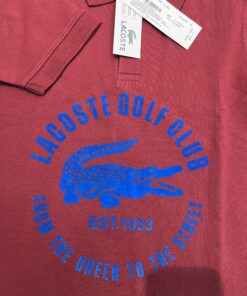 LACOSTE
LACOSTE GOLF CLUB
EST. 1933
FROM THE GREEN TO THE STREET